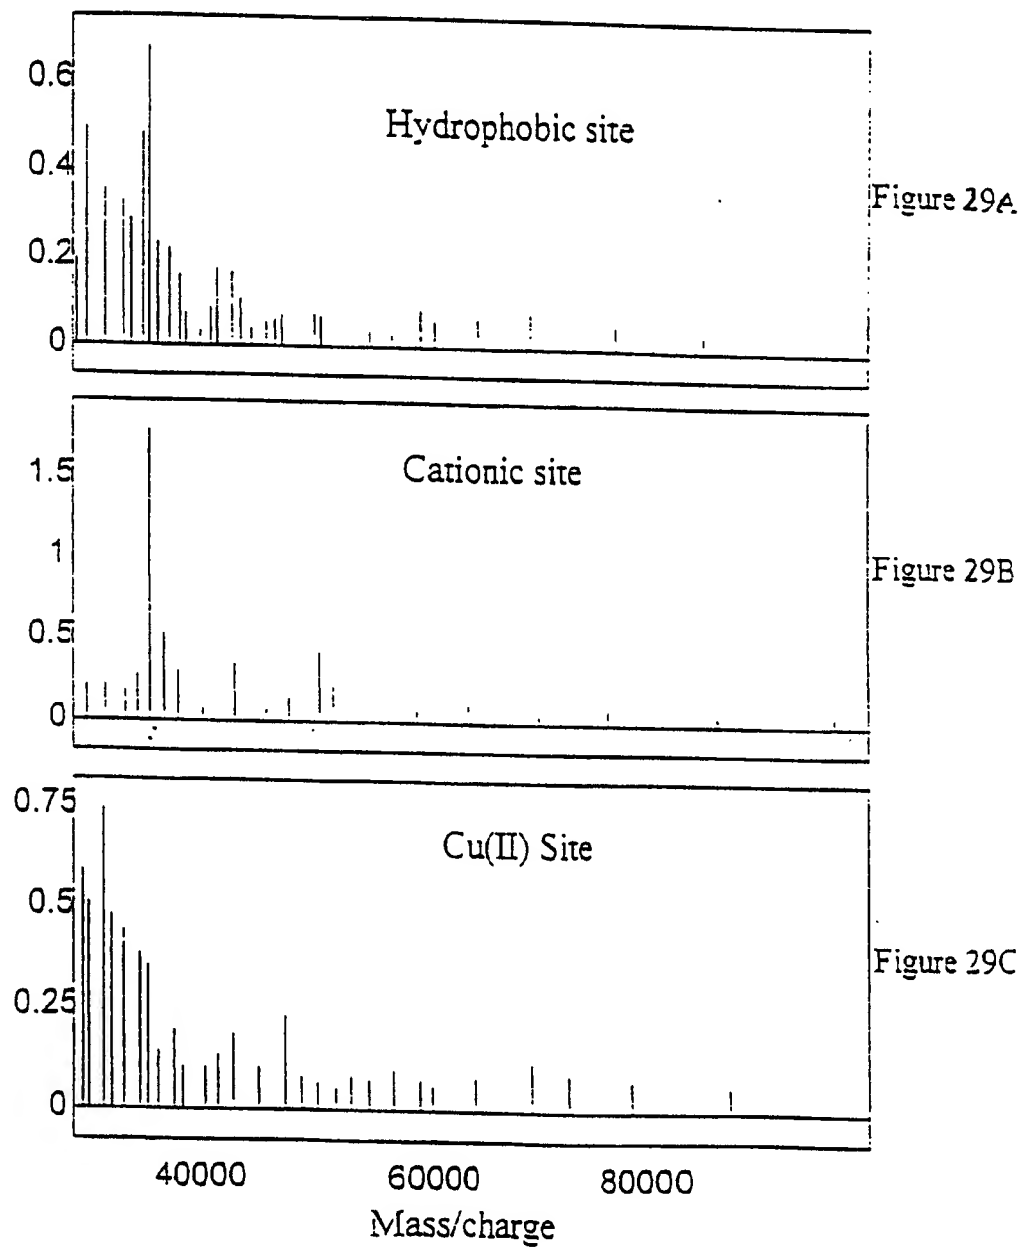 0.6
Hydrophobic site
0.4
Figure 29A
0.2
0
1.5
Cationic site
1
Figure 29B
0.5
0
0.75
Cu(II) Site
0.5
Figure 29C
0.25
0
40000 60000 80000
Mass/charge